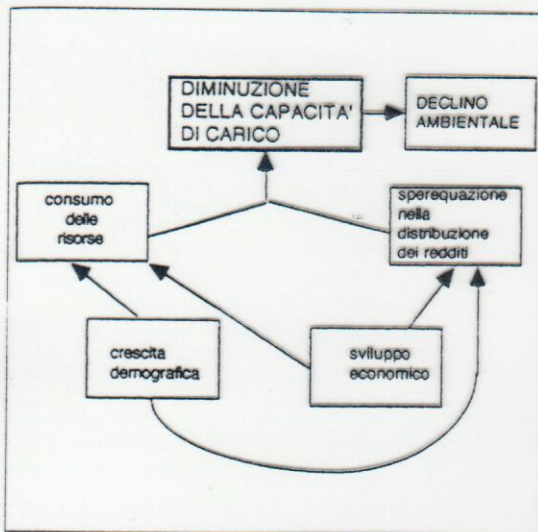 DIMINUZIONE
DELLA CAPACITA'
DI CARICO
DECLINO
AMBIENTALE
consumo
delle
risorse
sperequazione
nella
distribuzione
dei redditi
crescita
demografica
sviluppo
economico